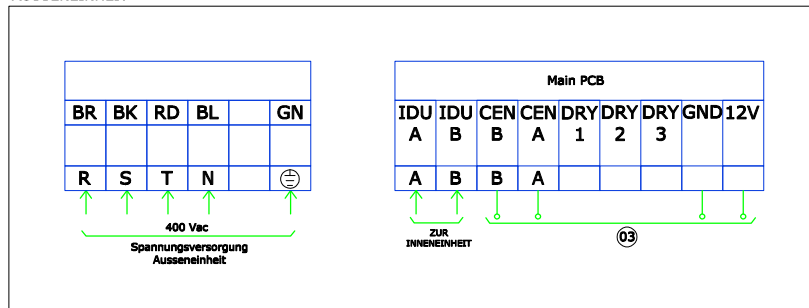 Main PCB
BR BK RD BL GN
IDU A IDU B CEN B CEN A DRY 1 DRY 2 DRY 3 GND 12V
R S T N
A B B A
400 Vac
Spannungsversorgung
Ausseneinheit
ZUR
INNENEINHEIT
03